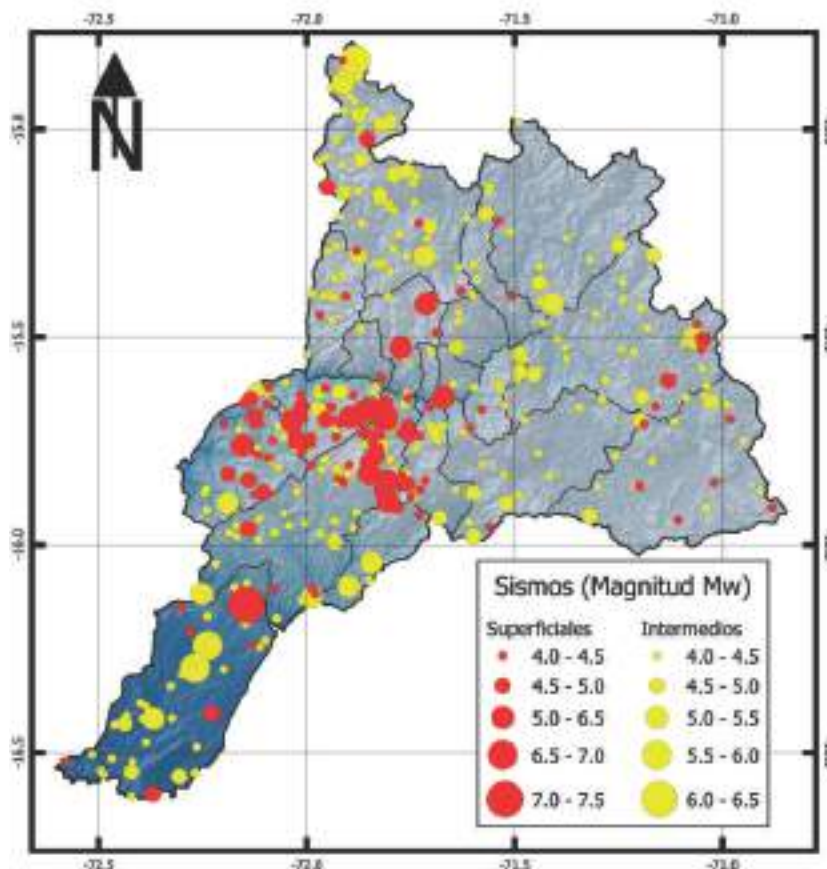 -72.5 -72.0 -71.5 -71.0
N
-15.5
-16.0
-16.5
Sismos (Magnitud Mw)
Superficiales Intermedios
4.0 - 4.5 4.0 - 4.5
4.5 - 5.0 4.5 - 5.0
5.0 - 6.5 5.0 - 5.5
6.5 - 7.0 5.5 - 6.0
7.0 - 7.5 6.0 - 6.5
-72.5 -72.0 -71.5 -71.0